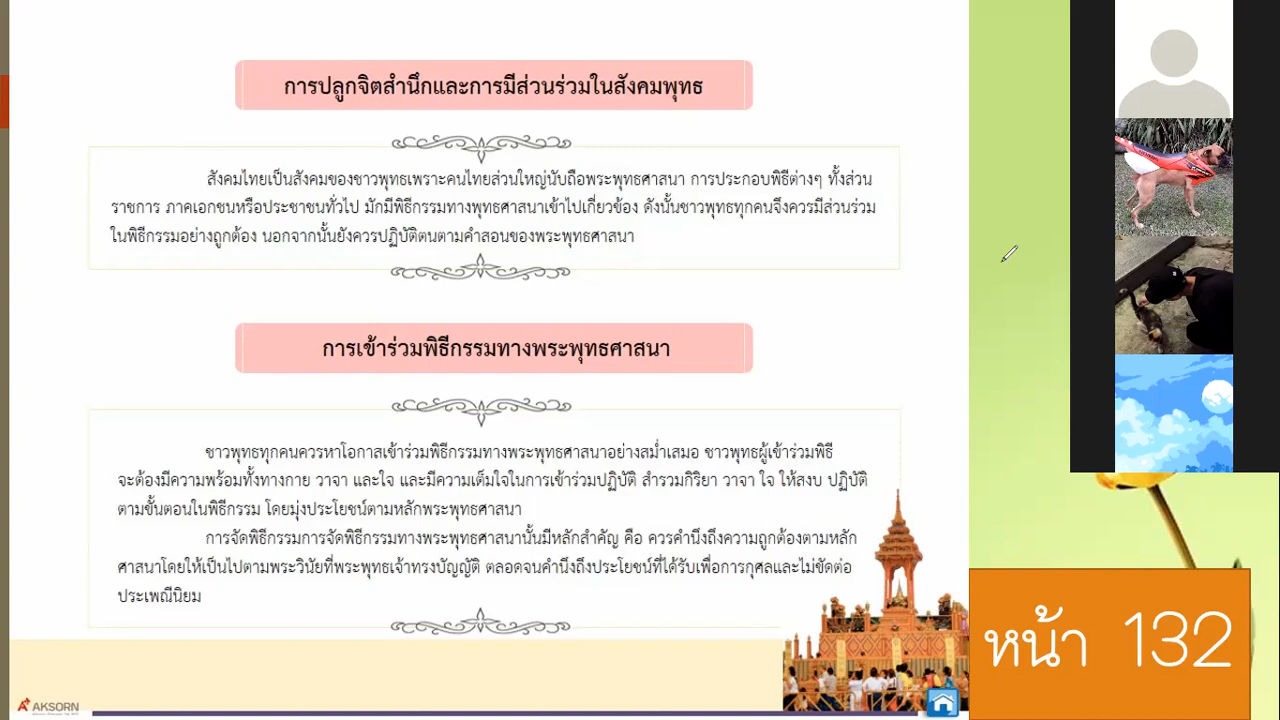 การปลูกจิตสำนึกและการมีส่วนร่วมในสังคมพุทธ
สังคมไทยเป็นสังคมของชาวพุทธเพราะคนไทยส่วนใหญ่นับถือพระพุทธศาสนา การประกอบพิธีต่างๆ ทั้งส่วน
ราชการ ภาคเอกชนหรือประชาชนทั่วไป มักมีพิธีกรรมทางพุทธศาสนาเข้าไปเกี่ยวข้อง ดังนั้นชาวพุทธทุกคนจึงควรมีส่วนร่วม
ในพิธีกรรมอย่างถูกต้อง นอกจากนั้นยังควรปฏิบัติตนตามคำสอนของพระพุทธศาสนา
การเข้าร่วมพิธีกรรมทางพระพุทธศาสนา
ชาวพุทธทุกคนควรหาโอกาสเข้าร่วมพิธีกรรมทางพระพุทธศาสนาอย่างสม่ำเสมอ ชาวพุทธผู้เข้าร่วมพิธี
จะต้องมีความพร้อมทั้งทางกาย วาจา และใจ และมีความเต็มใจในการเข้าร่วมปฏิบัติ สำรวมกิริยา วาจา ใจ ให้สงบ ปฏิบัติ
ตามขั้นตอนในพิธีกรรม โดยมุ่งประโยชน์ตามหลักพระพุทธศาสนา
การจัดพิธีกรรมการจัดพิธีกรรมทางพระพุทธศาสนานั้นมีหลักสำคัญ คือ ควรคำนึงถึงความถูกต้องตามหลัก
ศาสนาโดยให้เป็นไปตามพระวินัยที่พระพุทธเจ้าทรงบัญญัติ ตลอดจนคำนึงถึงประโยชน์ที่ได้รับเพื่อการกุศลและไม่ขัดต่อ
ประเพณีนิยม
หน้า 132
AKSORN